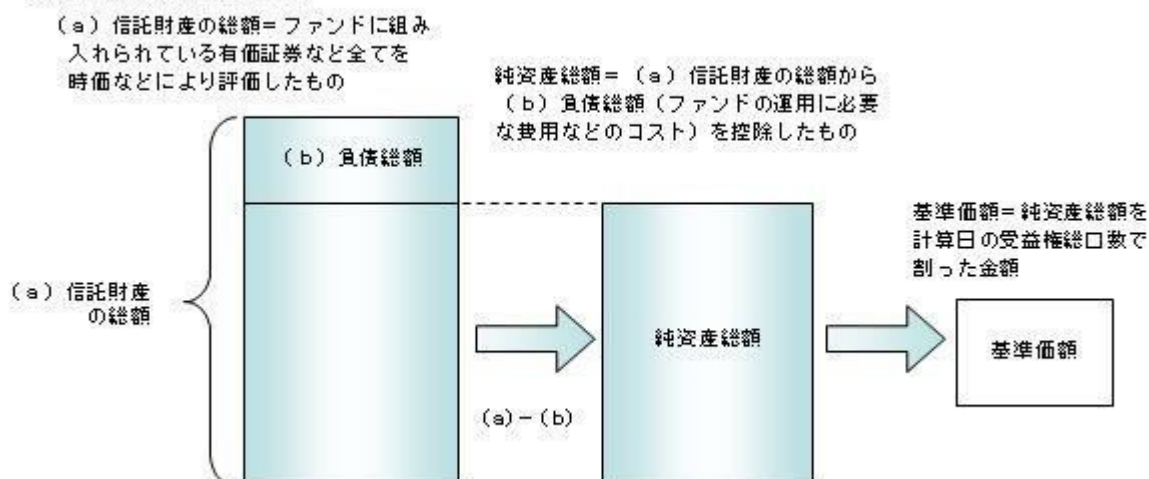 （a）信託財産の総額＝ファンドに組み
入れられている有価証券など全てを
時価などにより評価したもの
純資産総額＝（a）信託財産の総額から
（b）負債総額（ファンドの運用に必要
な費用などのコスト）を控除したもの
（b）負債総額
基準価額＝純資産総額を
計算日の受益権総口数で
割った金額
（a）信託財産
の総額
純資産総額
基準価額
(a)－(b)